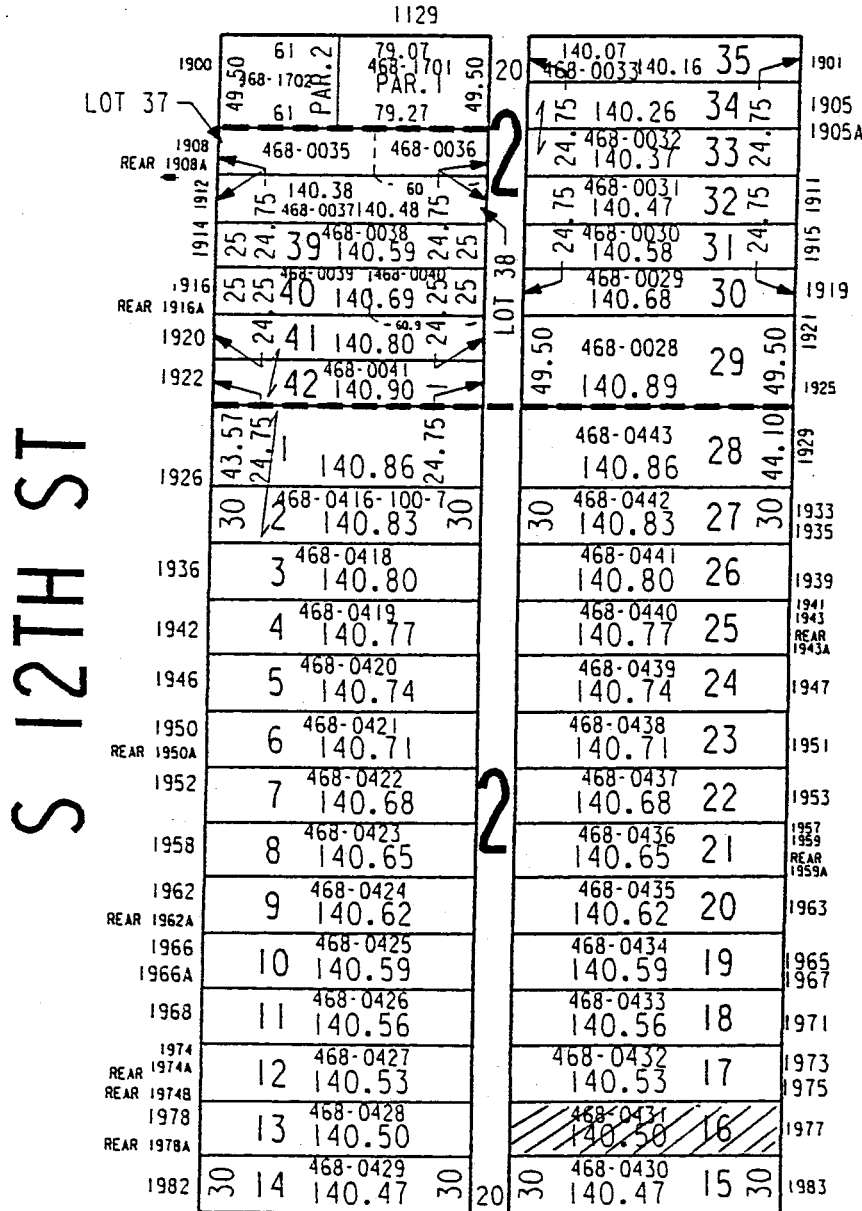 1129
1900 49.50 61 468-1702 61 PAR.2 79.07 468-1701 PAR.1 79.27 49.50 20 140.07 468-0033 140.16 35 1901
LOT 37
24.75 140.26 34 24.75 1905
1905A
1908 468-0035 468-0036 2 468-0032 140.37 33
REAR 1908A
1912 24.75 140.38 60 468-0037 140.48 24.75 LOT 38 24.75 468-0031 140.47 32 24.75 1911
1914 25 39 468-0038 140.59 25 468-0030 140.58 31 1915
1916 25 24.25 40 468-0039 468-0040 140.69 24.25 25 468-0029 140.68 30 1919
REAR 1916A
1920 41 140.80 60.9 1921
49.50 468-0028 140.89 29 49.50
1922 42 468-0041 140.90 1925
1926 43.57 24.75 1 140.86 24.75 468-0443 140.86 28 44.10 1929
30 2 468-0416-100-7 140.83 30 30 468-0442 140.83 27 30 1933
1935
1936 3 468-0418 140.80 468-0441 140.80 26 1939
1942 4 468-0419 140.77 468-0440 140.77 25 1941
1943
REAR
1943A
1946 5 468-0420 140.74 468-0439 140.74 24 1947
1950 6 468-0421 140.71 468-0438 140.71 23 1951
REAR 1950A
1952 7 468-0422 140.68 2 468-0437 140.68 22 1953
1958 8 468-0423 140.65 468-0436 140.65 21 1957
1959
REAR
1959A
1962 9 468-0424 140.62 468-0435 140.62 20 1963
REAR 1962A
1966 10 468-0425 140.59 468-0434 140.59 19 1965
1966A 1967
1968 11 468-0426 140.56 468-0433 140.56 18 1971
1974 12 468-0427 140.53 468-0432 140.53 17 1973
REAR 1974A 1975
REAR 1974B
1978 13 468-0428 140.50 468-0431 140.50 16 1977
REAR 1978A
1982 30 14 468-0429 140.47 30 20 30 468-0430 140.47 15 30 1983
S 12TH ST